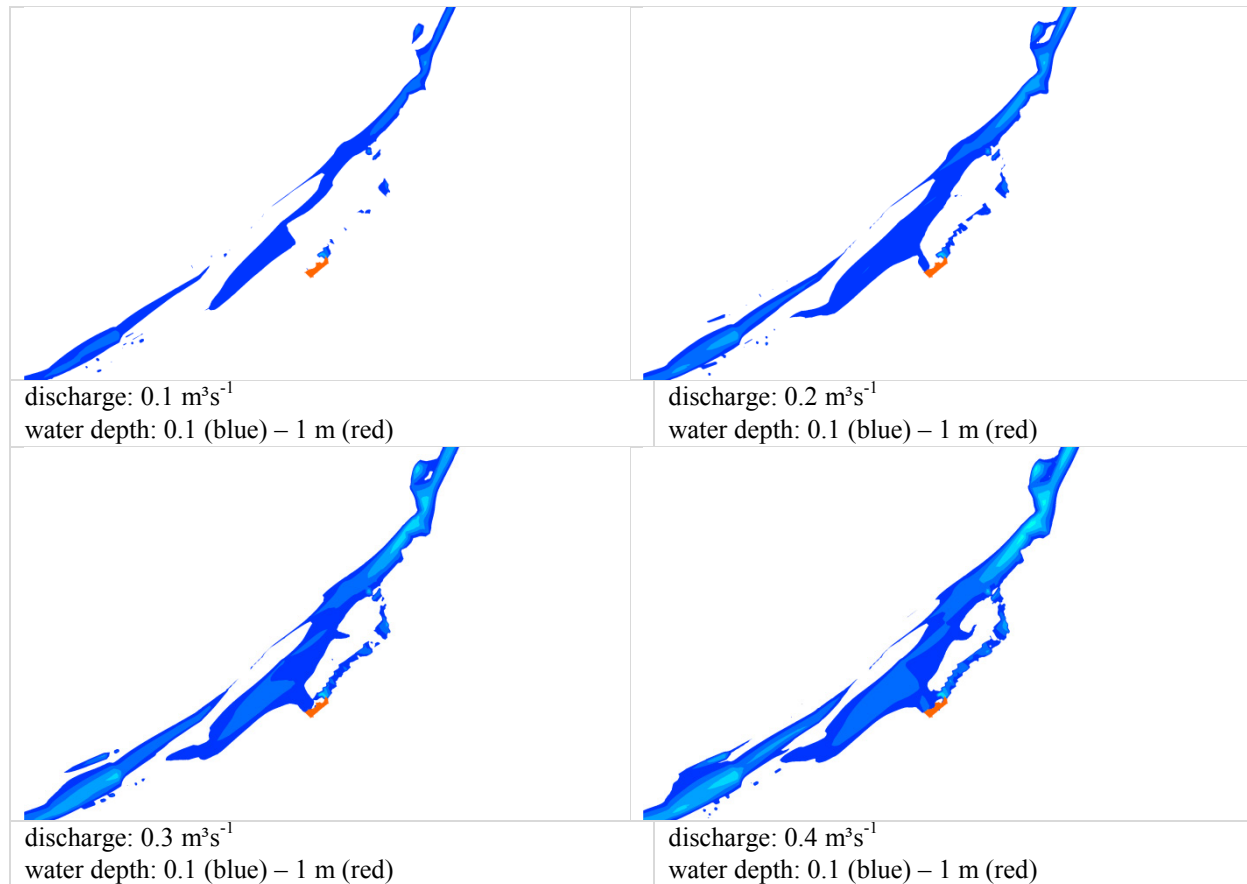 discharge: 0.1 m³s⁻¹
water depth: 0.1 (blue) – 1 m (red)
discharge: 0.2 m³s⁻¹
water depth: 0.1 (blue) – 1 m (red)
discharge: 0.3 m³s⁻¹
water depth: 0.1 (blue) – 1 m (red)
discharge: 0.4 m³s⁻¹
water depth: 0.1 (blue) – 1 m (red)